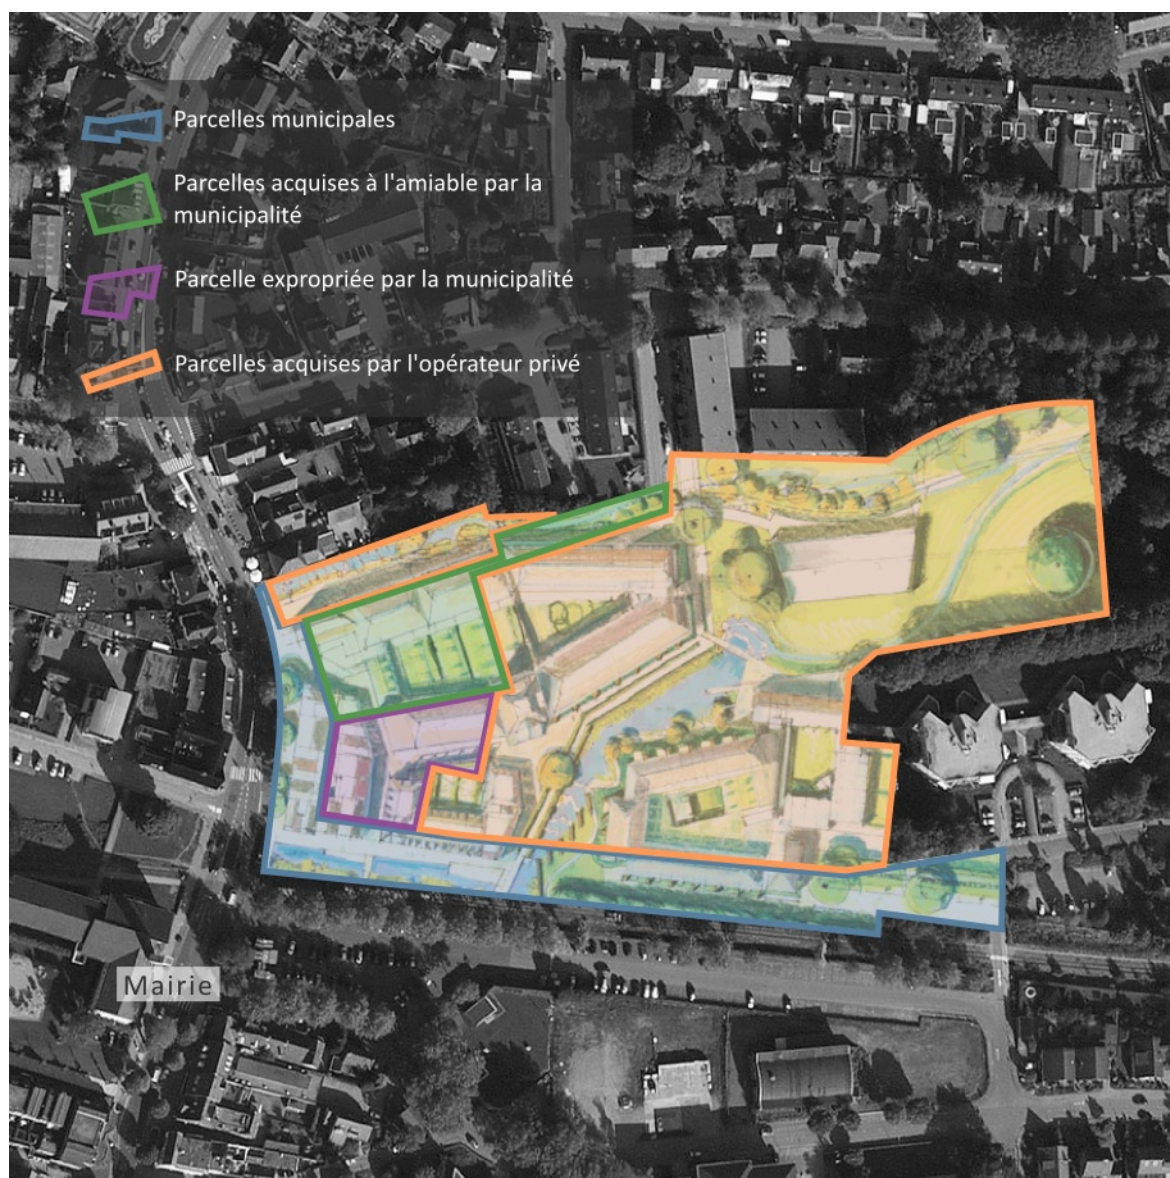 Parcelles municipales
Parcelles acquises à l'amiable par la
municipalité
Parcelle expropriée par la municipalité
Parcelles acquises par l'opérateur privé
Mairie